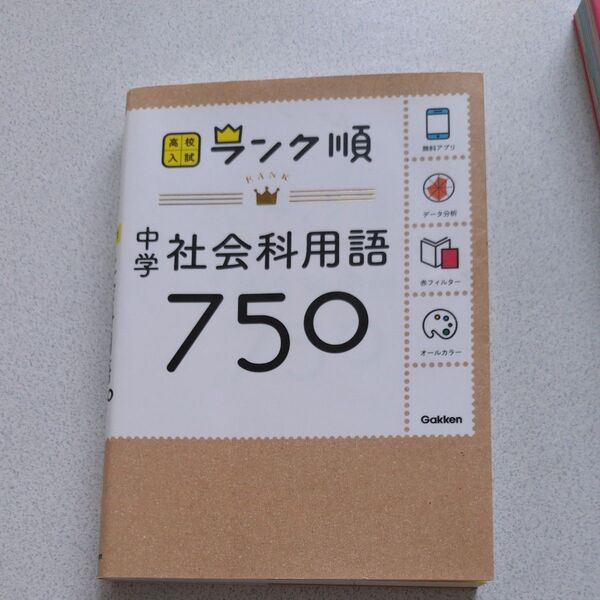 高校入試
ランク順
RANK
中学
社会科用語
750
無料アプリ
データ分析
赤フィルター
オールカラー
Gakken